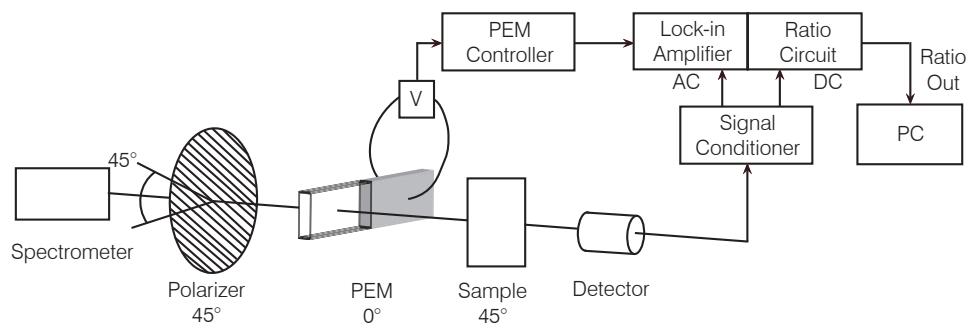 PEM
Controller
Lock-in
Amplifier
Ratio
Circuit
AC
DC
Ratio
Out
V
Signal
Conditioner
PC
45°
Spectrometer
Polarizer
45°
PEM
0°
Sample
45°
Detector